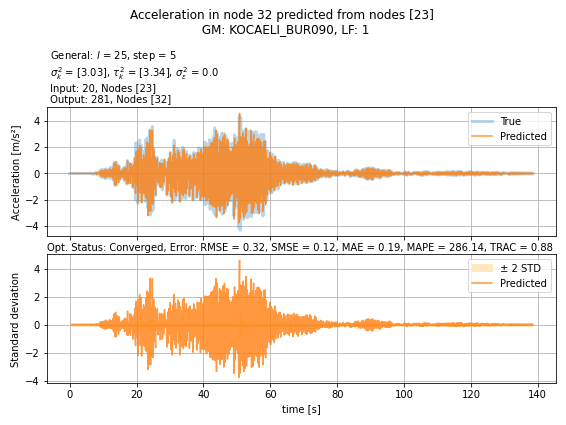 Acceleration in node 32 predicted from nodes [23]
GM: KOCAELI_BUR090, LF: 1
General: l = 25, step = 5
σ²ₖ = [3.03], τ²ₖ = [3.34], σ²ε = 0.0
Input: 20, Nodes [23]
Output: 281, Nodes [32]
Acceleration [m/s²]
4
2
0
−2
−4
True
Predicted
Opt. Status: Converged, Error: RMSE = 0.32, SMSE = 0.12, MAE = 0.19, MAPE = 286.14, TRAC = 0.88
Standard deviation
4
2
0
−2
−4
± 2 STD
Predicted
0 20 40 60 80 100 120 140
time [s]